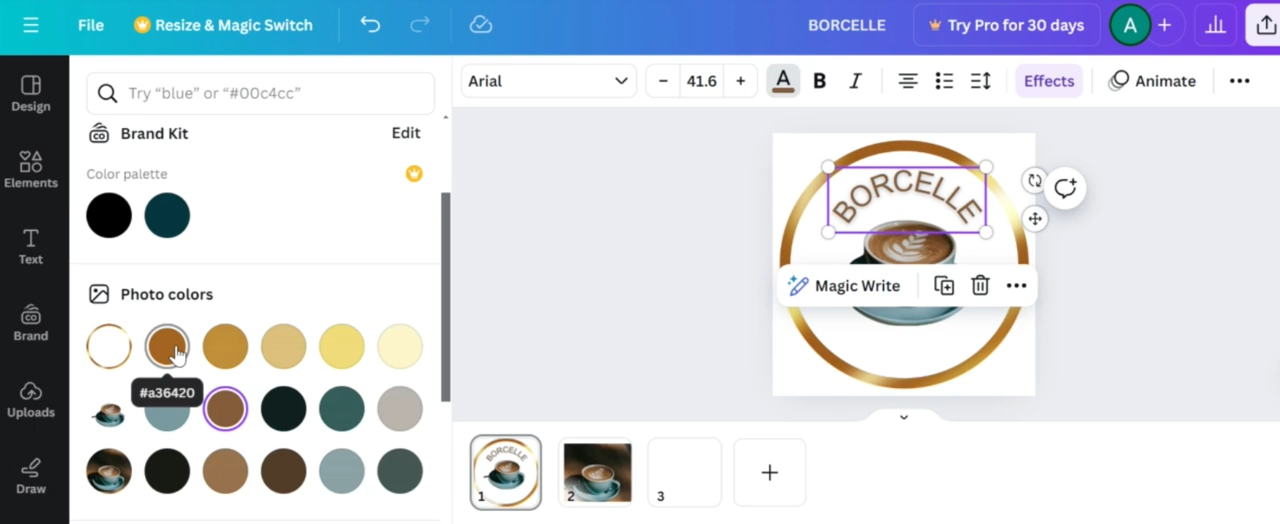 File
Resize & Magic Switch
BORCELLE
Try Pro for 30 days
A
Design
Elements
Text
Brand
Uploads
Draw
Try “blue” or “#00c4cc”
Brand Kit
Edit
Color palette
Photo colors
#a36420
Arial
– 41.6 +
A
B
I
Effects
Animate
BORCELLE
Magic Write
BORCELLE
1
2
3